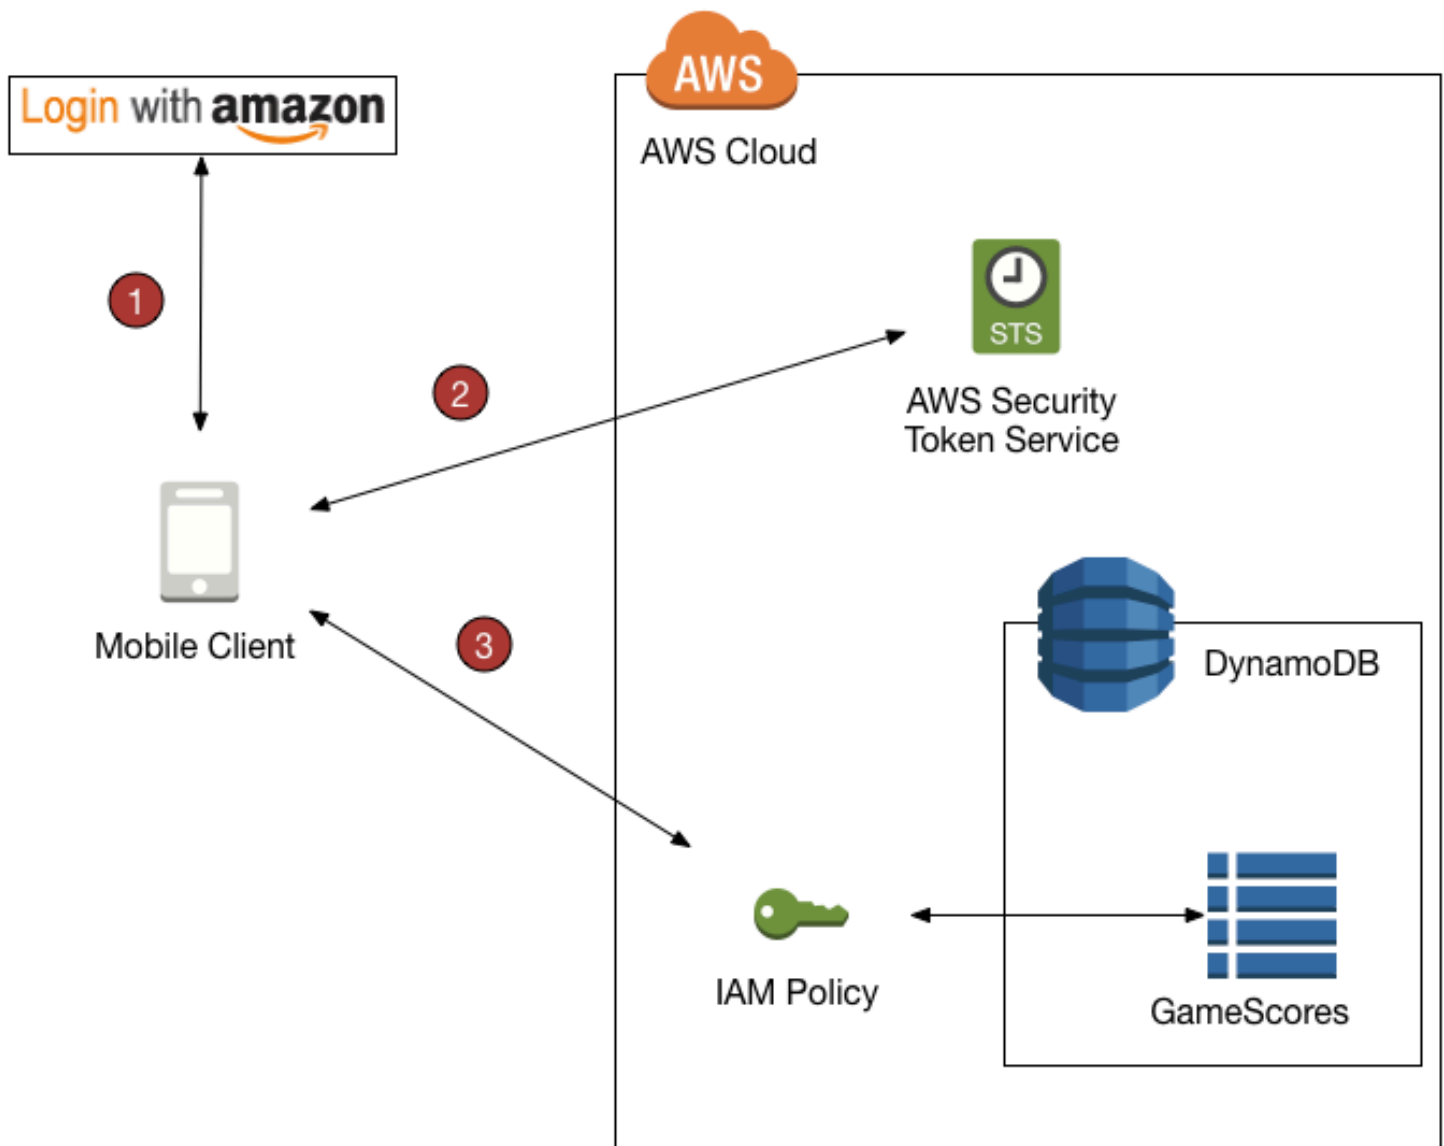 AWS
Login with amazon
AWS Cloud
1
STS
2
AWS Security
Token Service
Mobile Client
3
DynamoDB
IAM Policy
GameScores